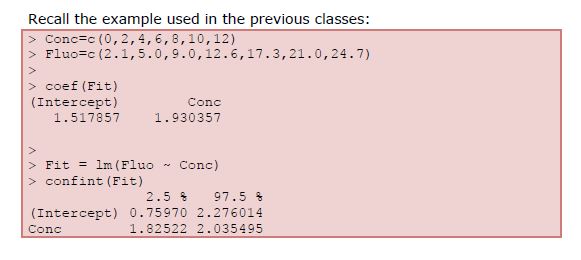 Recall the example used in the previous classes:
> Conc=c(0,2,4,6,8,10,12)
> Fluo=c(2.1,5.0,9.0,12.6,17.3,21.0,24.7)
>
> coef(Fit)
(Intercept)        Conc
   1.517857    1.930357
>
> Fit = lm(Fluo ~ Conc)
> confint(Fit)
               2.5 %   97.5 %
(Intercept) 0.75970 2.276014
Conc        1.82522 2.035495